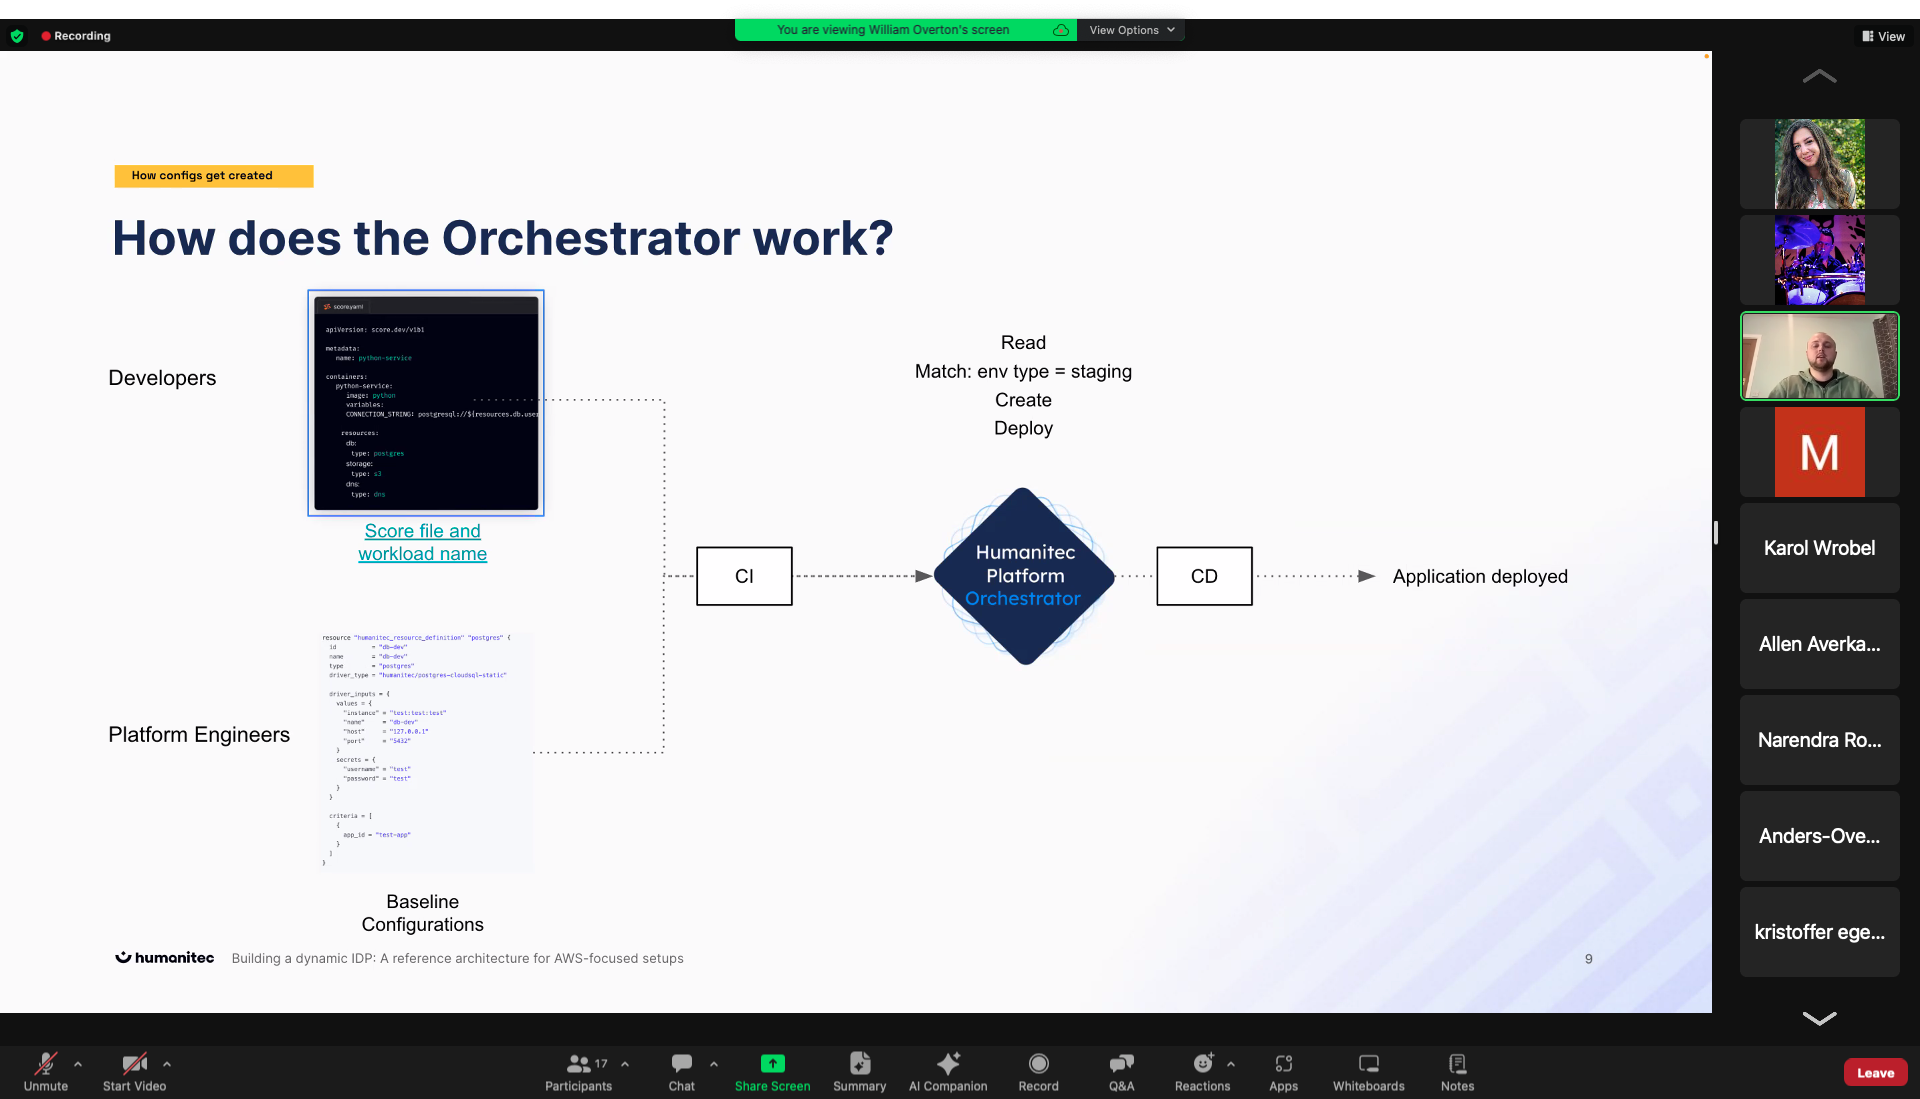 Recording
You are viewing William Overton's screen
View Options
View
How configs get created
How does the Orchestrator work?
Developers
score.yaml
apiVersion: score.dev/v1b1
metadata:
name: python-service
containers:
python-service:
image: python
variables:
CONNECTION_STRING: postgresql://${resources.db.user
resources:
db:
type: postgres
storage:
type: s3
dns:
type: dns
Score file and
workload name
Read
Match: env type = staging
Create
Deploy
CI
Humanitec
Platform
Orchestrator
CD
Application deployed
Platform Engineers
resource "humanitec_resource_definition" "postgres" {
id = "db-dev"
name = "db-dev"
type = "postgres"
driver_type = "humanitec/postgres-cloudsql-static"
driver_inputs = {
values = {
"instance" = "test:test:test"
"name" = "db-dev"
"host" = "127.0.0.1"
"port" = "5432"
}
secrets = {
"username" = "test"
"password" = "test"
}
}
criteria = [
{
app_id = "test-app"
}
]
}
Baseline
Configurations
humanitec
Building a dynamic IDP: A reference architecture for AWS-focused setups
9
M
Karol Wrobel
Allen Averka...
Narendra Ro...
Anders-Ove...
kristoffer ege...
Unmute
Start Video
17
Participants
Chat
Share Screen
Summary
AI Companion
Record
Q&A
Reactions
Apps
Whiteboards
Notes
Leave